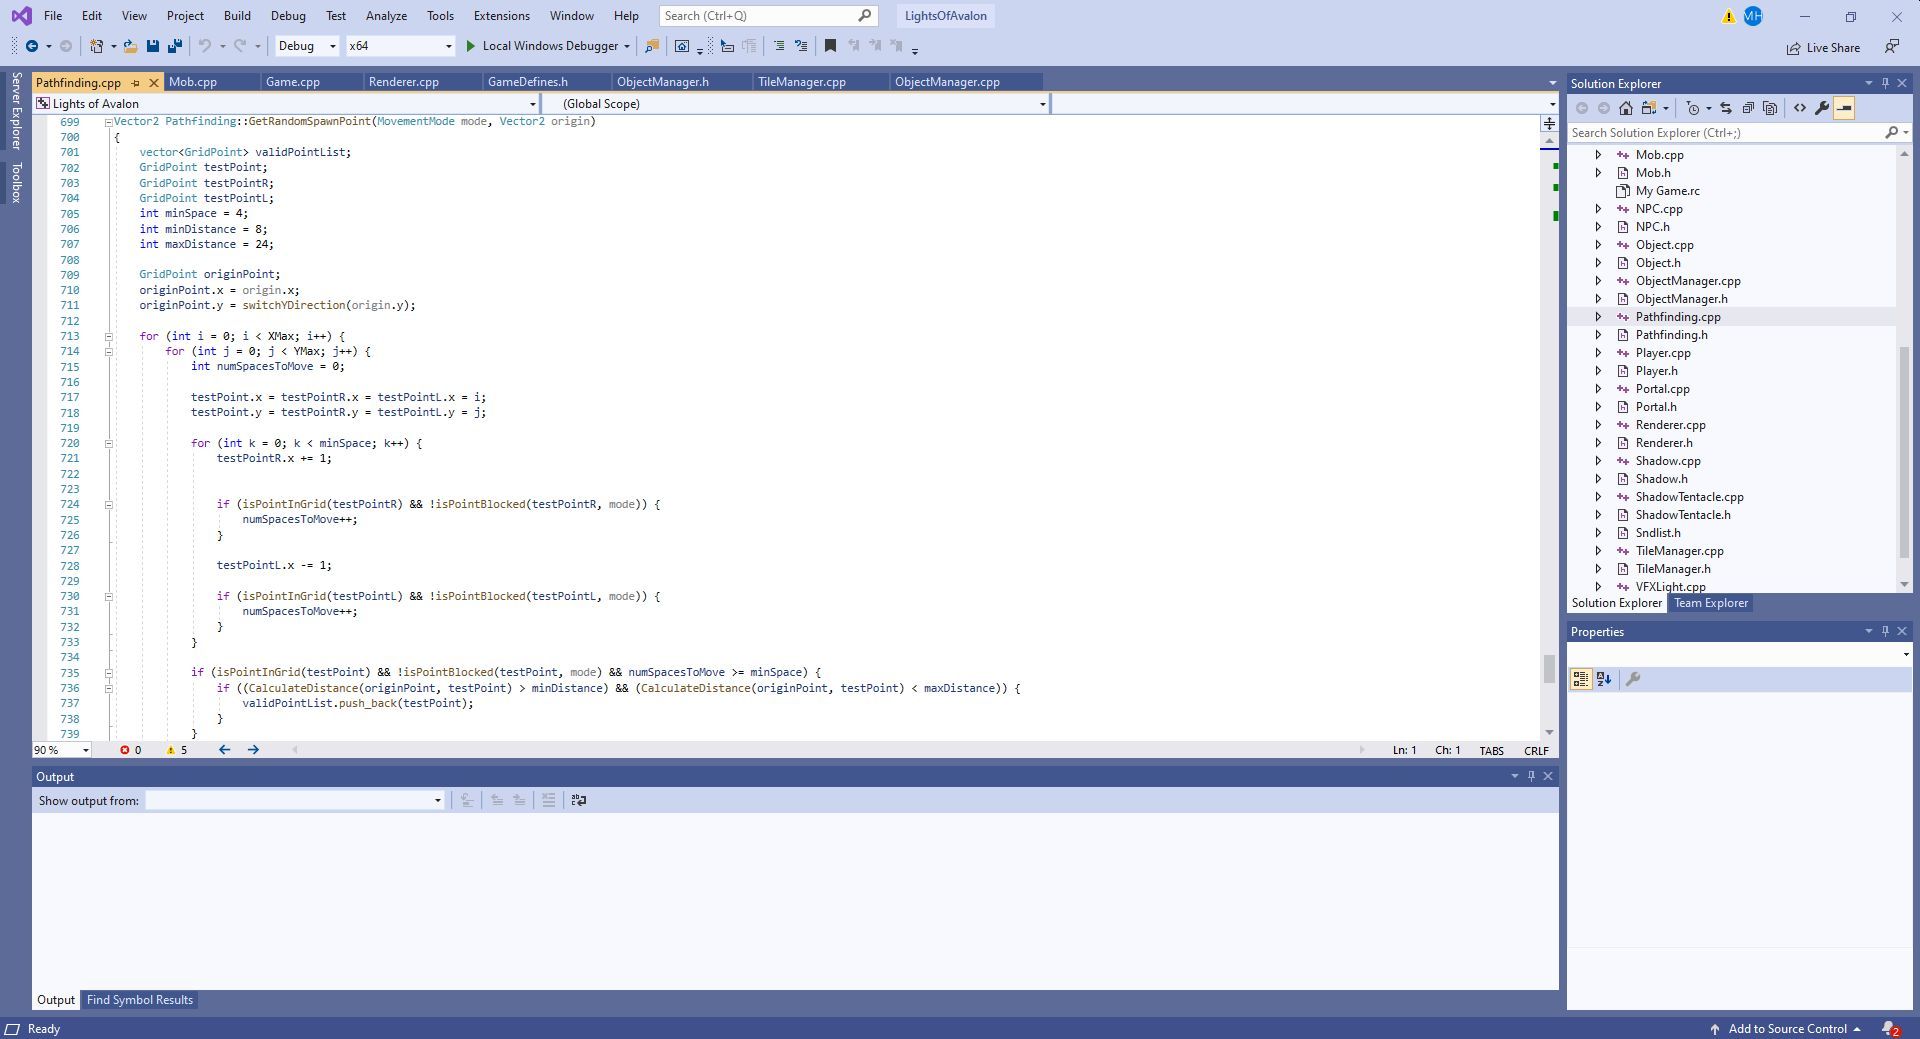 File Edit View Project Build Debug Test Analyze Tools Extensions Window Help Search (Ctrl+Q) LightsOfAvalon MH
Debug x64 Local Windows Debugger Live Share
Server Explorer
Toolbox
Pathfinding.cpp Mob.cpp Game.cpp Renderer.cpp GameDefines.h ObjectManager.h TileManager.cpp ObjectManager.cpp
Lights of Avalon (Global Scope)
699 Vector2 Pathfinding::GetRandomSpawnPoint(MovementMode mode, Vector2 origin)
700 {
701 vector<GridPoint> validPointList;
702 GridPoint testPoint;
703 GridPoint testPointR;
704 GridPoint testPointL;
705 int minSpace = 4;
706 int minDistance = 8;
707 int maxDistance = 24;
708
709 GridPoint originPoint;
710 originPoint.x = origin.x;
711 originPoint.y = switchYDirection(origin.y);
712
713 for (int i = 0; i < XMax; i++) {
714 for (int j = 0; j < YMax; j++) {
715 int numSpacesToMove = 0;
716
717 testPoint.x = testPointR.x = testPointL.x = i;
718 testPoint.y = testPointR.y = testPointL.y = j;
719
720 for (int k = 0; k < minSpace; k++) {
721 testPointR.x += 1;
722
723
724 if (isPointInGrid(testPointR) && !isPointBlocked(testPointR, mode)) {
725 numSpacesToMove++;
726 }
727
728 testPointL.x -= 1;
729
730 if (isPointInGrid(testPointL) && !isPointBlocked(testPointL, mode)) {
731 numSpacesToMove++;
732 }
733 }
734
735 if (isPointInGrid(testPoint) && !isPointBlocked(testPoint, mode) && numSpacesToMove >= minSpace) {
736 if ((CalculateDistance(originPoint, testPoint) > minDistance) && (CalculateDistance(originPoint, testPoint) < maxDistance)) {
737 validPointList.push_back(testPoint);
738 }
739 }
90 % 0 5 Ln: 1 Ch: 1 TABS CRLF
Output
Show output from:
Output Find Symbol Results
Solution Explorer
Search Solution Explorer (Ctrl+;)
Mob.cpp
Mob.h
My Game.rc
NPC.cpp
NPC.h
Object.cpp
Object.h
ObjectManager.cpp
ObjectManager.h
Pathfinding.cpp
Pathfinding.h
Player.cpp
Player.h
Portal.cpp
Portal.h
Renderer.cpp
Renderer.h
Shadow.cpp
Shadow.h
ShadowTentacle.cpp
ShadowTentacle.h
Sndlist.h
TileManager.cpp
TileManager.h
VFXLight.cpp
Solution Explorer Team Explorer
Properties
Ready Add to Source Control 2